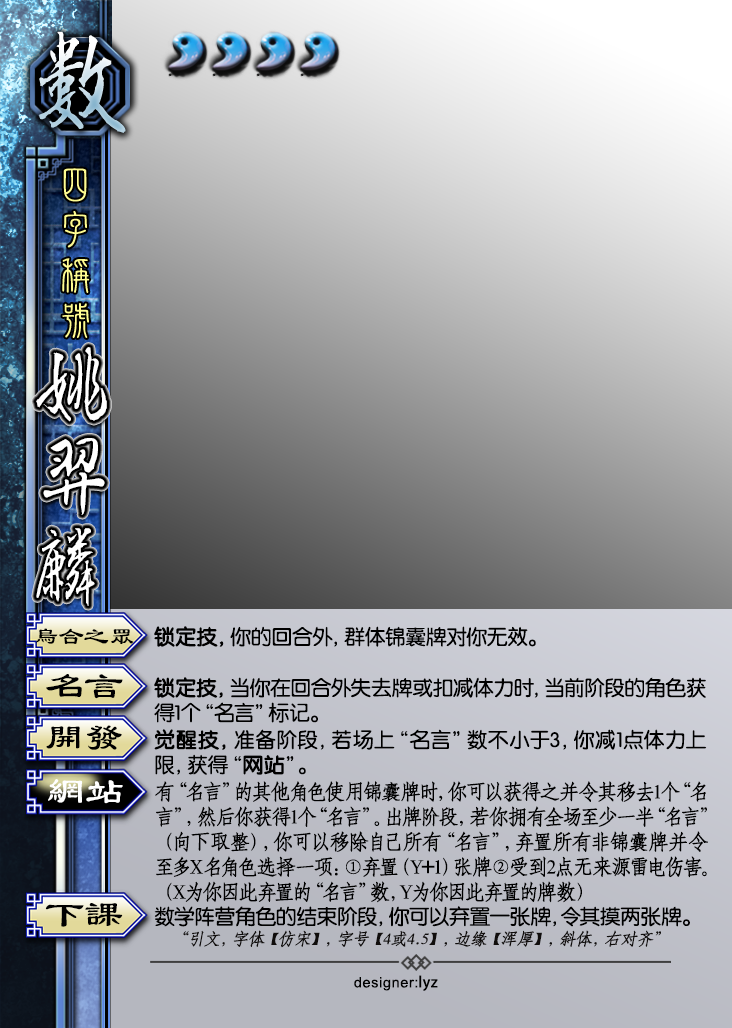 数
四字稱號
姚羿麟
烏合之眾
锁定技，你的回合外，群体锦囊牌对你无效。
名言
锁定技，当你在回合外失去牌或扣减体力时，当前阶段的角色获
得1个“名言”标记。
開發
觉醒技，准备阶段，若场上“名言”数不小于3，你减1点体力上
限，获得“网站”。
網站
有“名言”的其他角色使用锦囊牌时，你可以获得之并令其移去1个“名
言”，然后你获得1个“名言”。出牌阶段，若你拥有全场至少一半“名言”
（向下取整），你可以移除自己所有“名言”，弃置所有非锦囊牌并令
至多X名角色选择一项：①弃置（Y+1）张牌②受到2点无来源雷电伤害。
（X为你因此弃置的“名言”数，Y为你因此弃置的牌数）
下課
数学阵营角色的结束阶段，你可以弃置一张牌，令其摸两张牌。
“引文，字体【仿宋】，字号【4或4.5】，边缘【浑厚】，斜体，右对齐”
designer:lyz